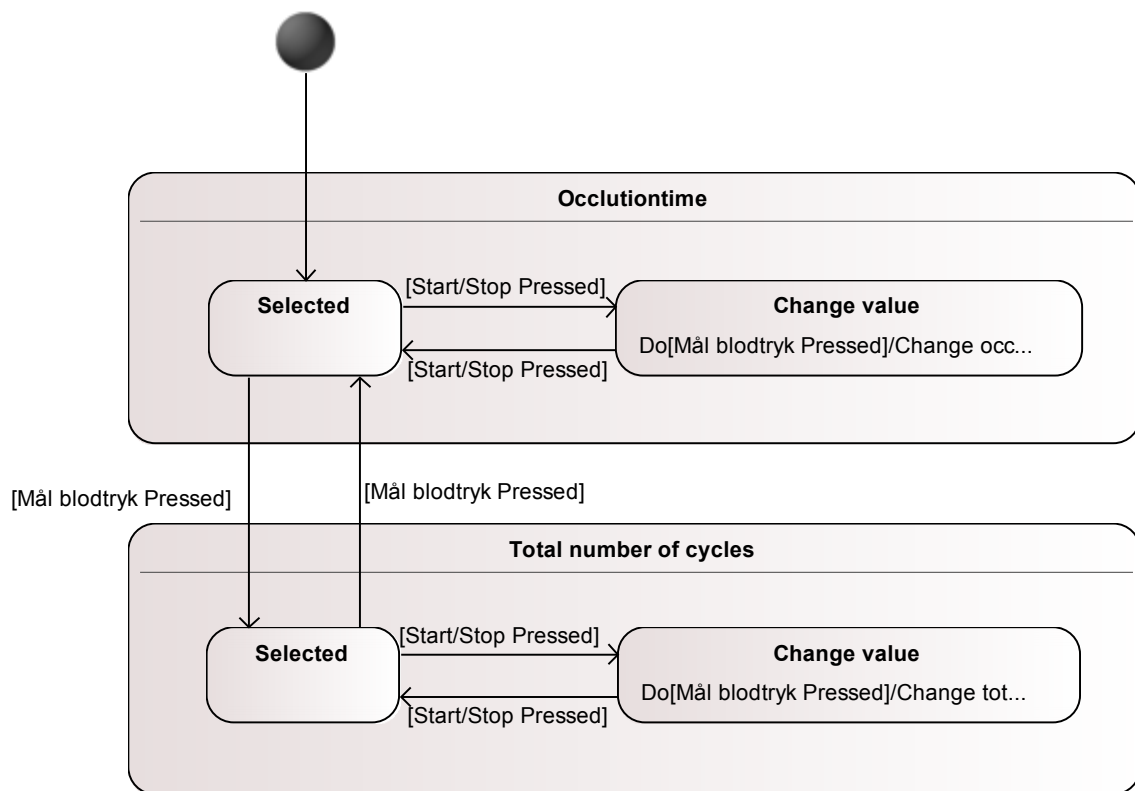 Occlutiontime
[Start/Stop Pressed]
Selected
Change value
Do[Mål blodtryk Pressed]/Change occ...
[Start/Stop Pressed]
[Mål blodtryk Pressed]
[Mål blodtryk Pressed]
Total number of cycles
[Start/Stop Pressed]
Selected
Change value
Do[Mål blodtryk Pressed]/Change tot...
[Start/Stop Pressed]